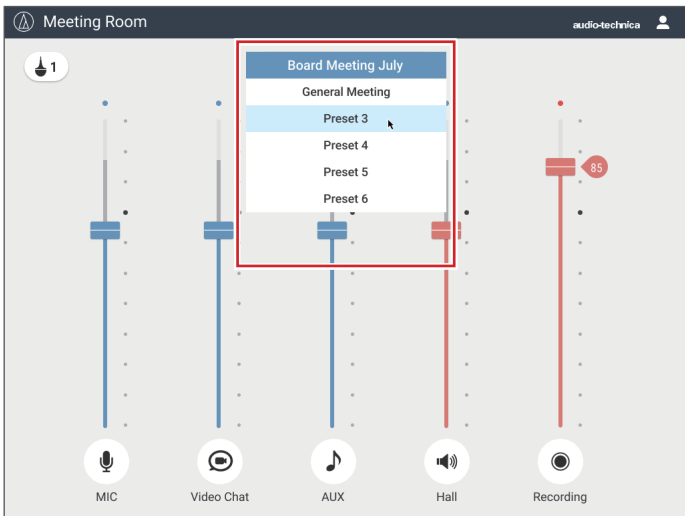 Meeting Room
audio-technica
1
Board Meeting July
General Meeting
Preset 3
Preset 4
Preset 5
Preset 6
85
MIC
Video Chat
AUX
Hall
Recording